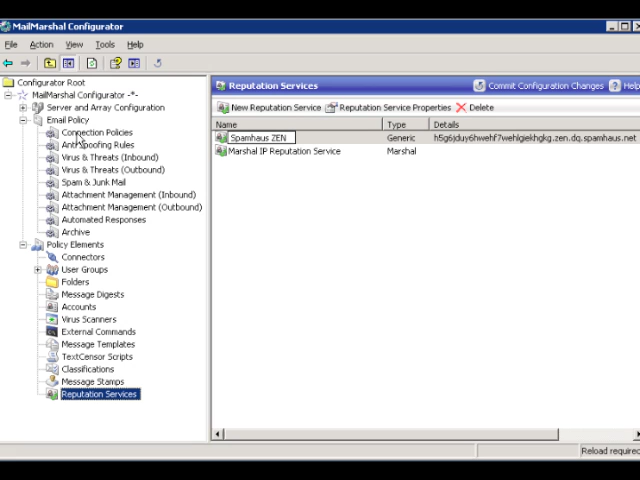 MailMarshal Configurator
File Action View Tools Help
Configurator Root
MailMarshal Configurator -*-
Server and Array Configuration
Email Policy
Connection Policies
Anti-Spoofing Rules
Virus & Threats (Inbound)
Virus & Threats (Outbound)
Spam & Junk Mail
Attachment Management (Inbound)
Attachment Management (Outbound)
Automated Responses
Archive
Policy Elements
Connectors
User Groups
Folders
Message Digests
Accounts
Virus Scanners
External Commands
Message Templates
TextCensor Scripts
Classifications
Message Stamps
Reputation Services
Reputation Services Commit Configuration Changes Help
New Reputation Service Reputation Service Properties Delete
Name Type Details
Spamhaus ZEN Generic h5g6jduy6hwehf7wehlgiekhgkg.zen.dq.spamhaus.net
Marshal IP Reputation Service Marshal
Reload required